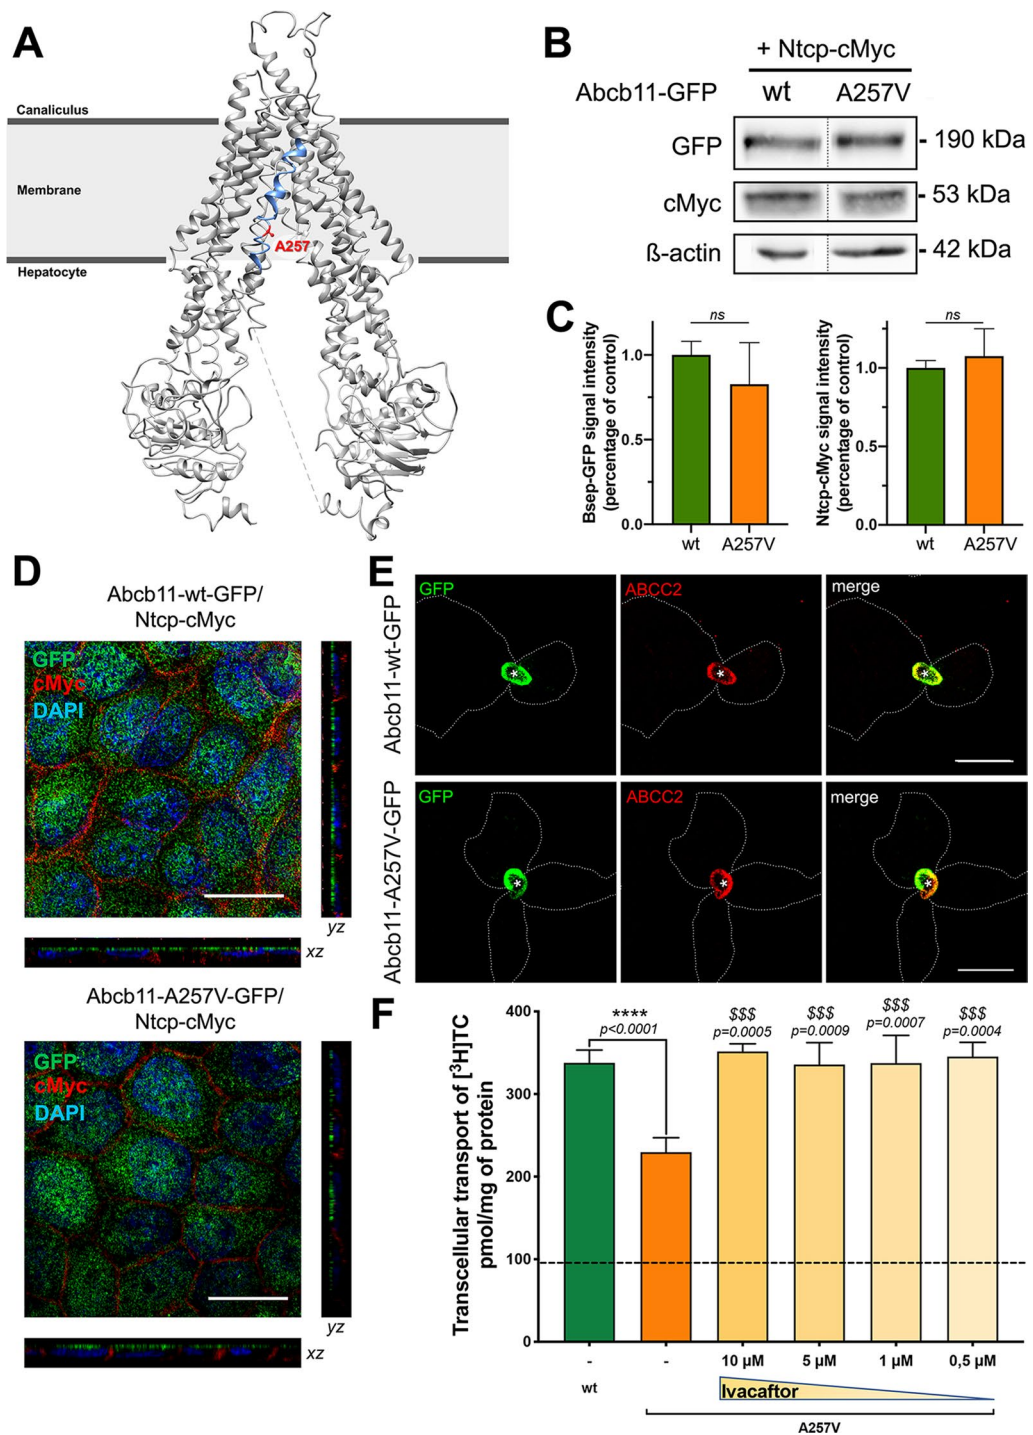 A
Canaliculus
Membrane
A257
Hepatocyte
B
+ Ntcp-cMyc
Abcb11-GFP wt A257V
GFP - 190 kDa
cMyc - 53 kDa
ß-actin - 42 kDa
C
Bsep-GFP signal intensity
(percentage of control)
ns
1.0
0.5
0.0
wt A257V
Ntcp-cMyc signal intensity
(percentage of control)
ns
1.0
0.5
0.0
wt A257V
D
Abcb11-wt-GFP/
Ntcp-cMyc
GFP
cMyc
DAPI
yz
xz
Abcb11-A257V-GFP/
Ntcp-cMyc
GFP
cMyc
DAPI
yz
xz
E
Abcb11-wt-GFP
GFP ABCC2 merge
* * *
Abcb11-A257V-GFP
GFP ABCC2 merge
* * *
F
Transcellular transport of [³H]TC
pmol/mg of protein
400
300
200
100
0
****
p<0.0001
$$$ $$$ $$$ $$$
p=0.0005 p=0.0009 p=0.0007 p=0.0004
- - 10 µM 5 µM 1 µM 0,5 µM
wt
Ivacaftor
A257V